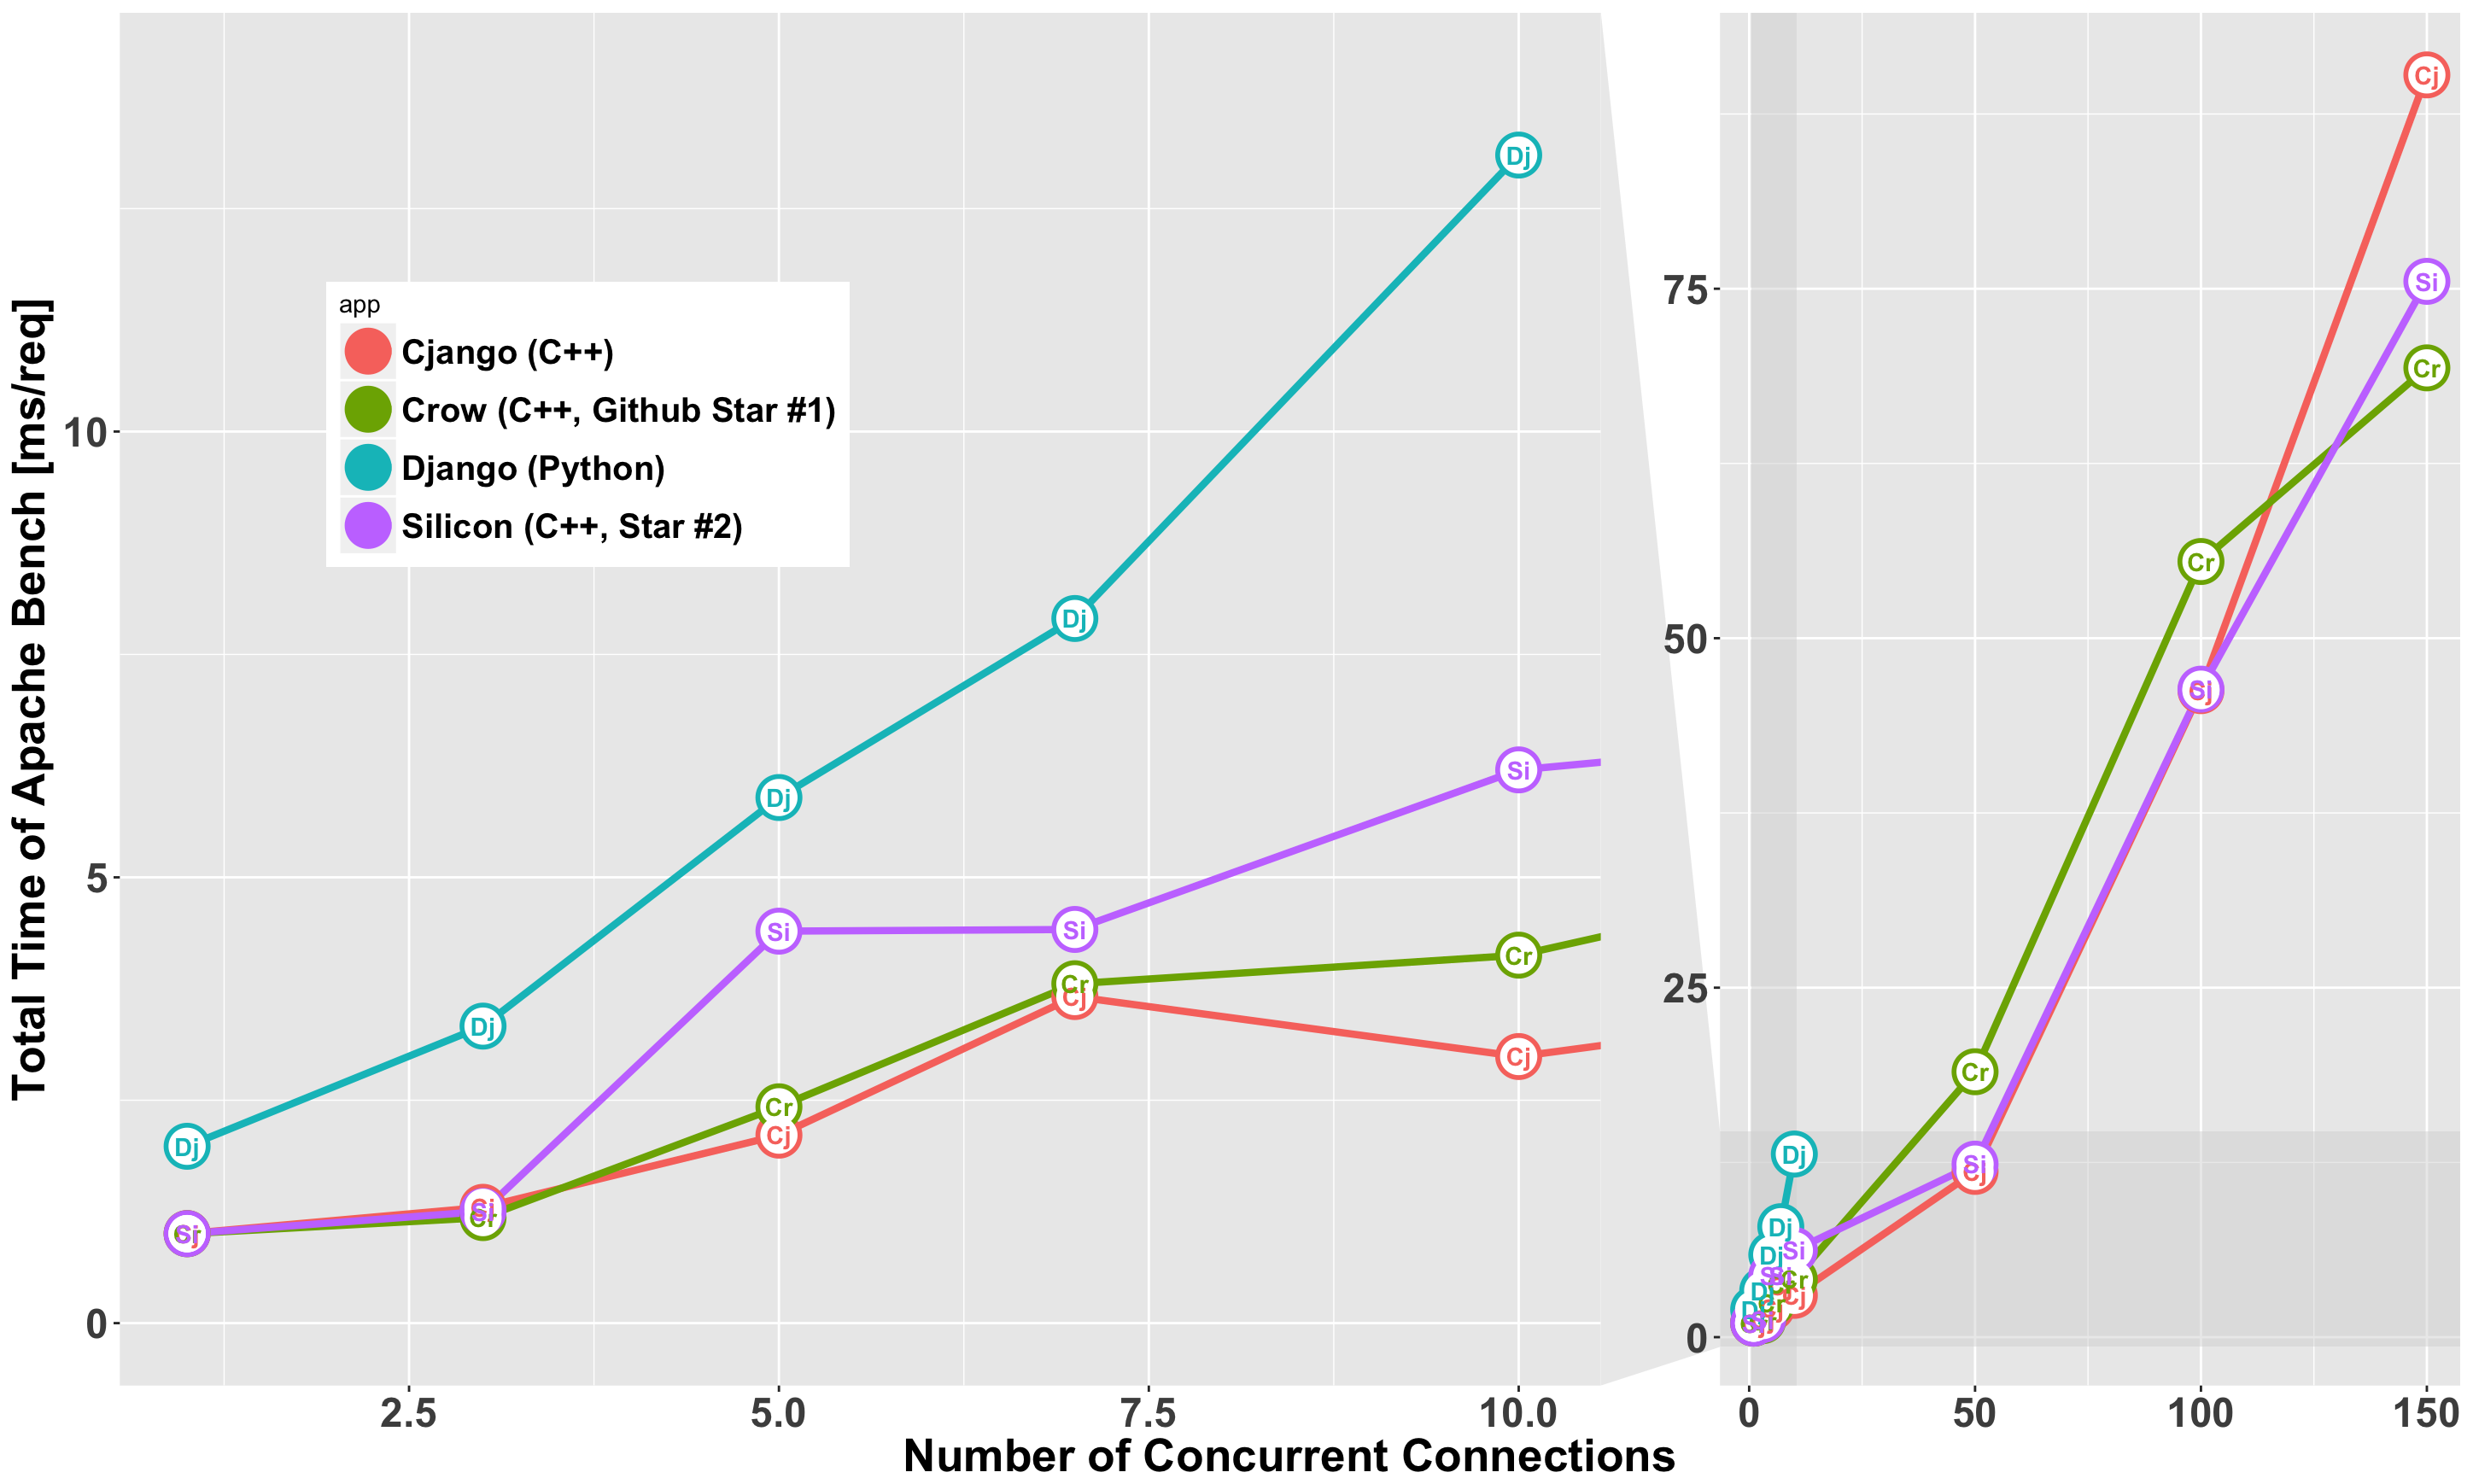 Total Time of Apache Bench [ms/req]
10
5
0
app
Cjango (C++)
Crow (C++, Github Star #1)
Django (Python)
Silicon (C++, Star #2)
Dj
Dj
Dj
Dj
Dj
Si
Si
Si
Cr
Cr
Cj
Cj
Cr
Cj
2.5
5.0
7.5
10.0
75
50
25
0
Cj
Si
Cr
Cr
Cr
Cj
Dj
Dj
Dj
Si
Cr
0
50
100
150
Number of Concurrent Connections